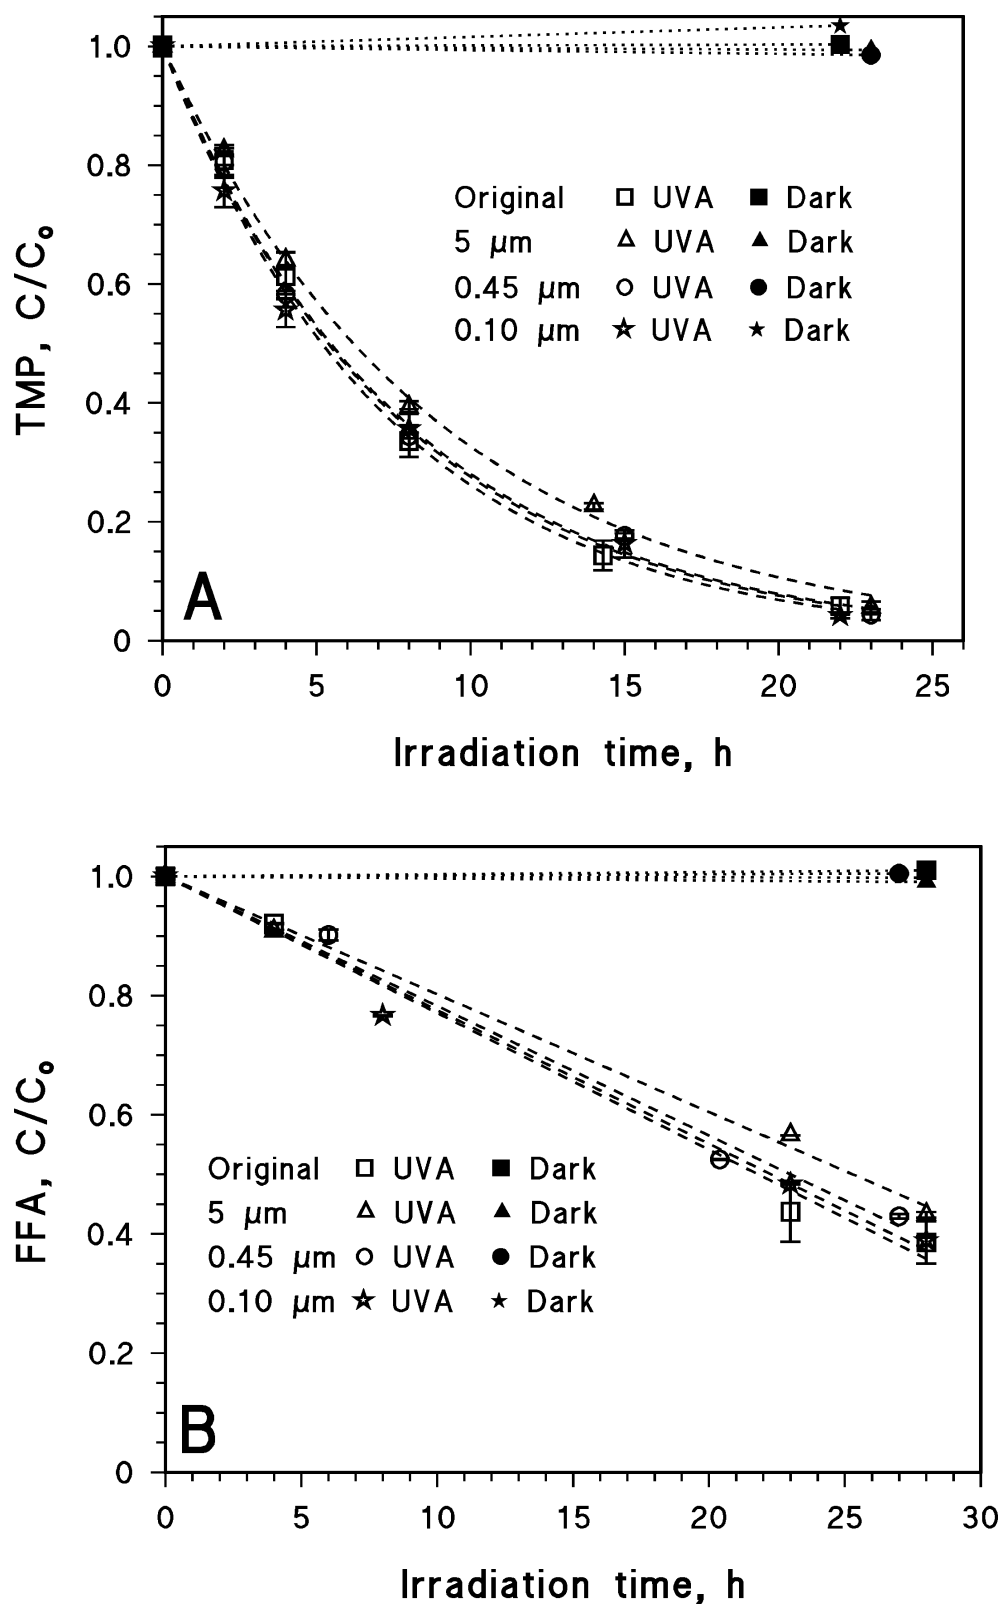 1.0
0.8
0.6
0.4
0.2
0
TMP, C/C₀
Original UVA Dark
5 µm UVA Dark
0.45 µm UVA Dark
0.10 µm UVA Dark
A
0 5 10 15 20 25
Irradiation time, h
1.0
0.8
0.6
0.4
0.2
0
FFA, C/C₀
Original UVA Dark
5 µm UVA Dark
0.45 µm UVA Dark
0.10 µm UVA Dark
B
0 5 10 15 20 25 30
Irradiation time, h